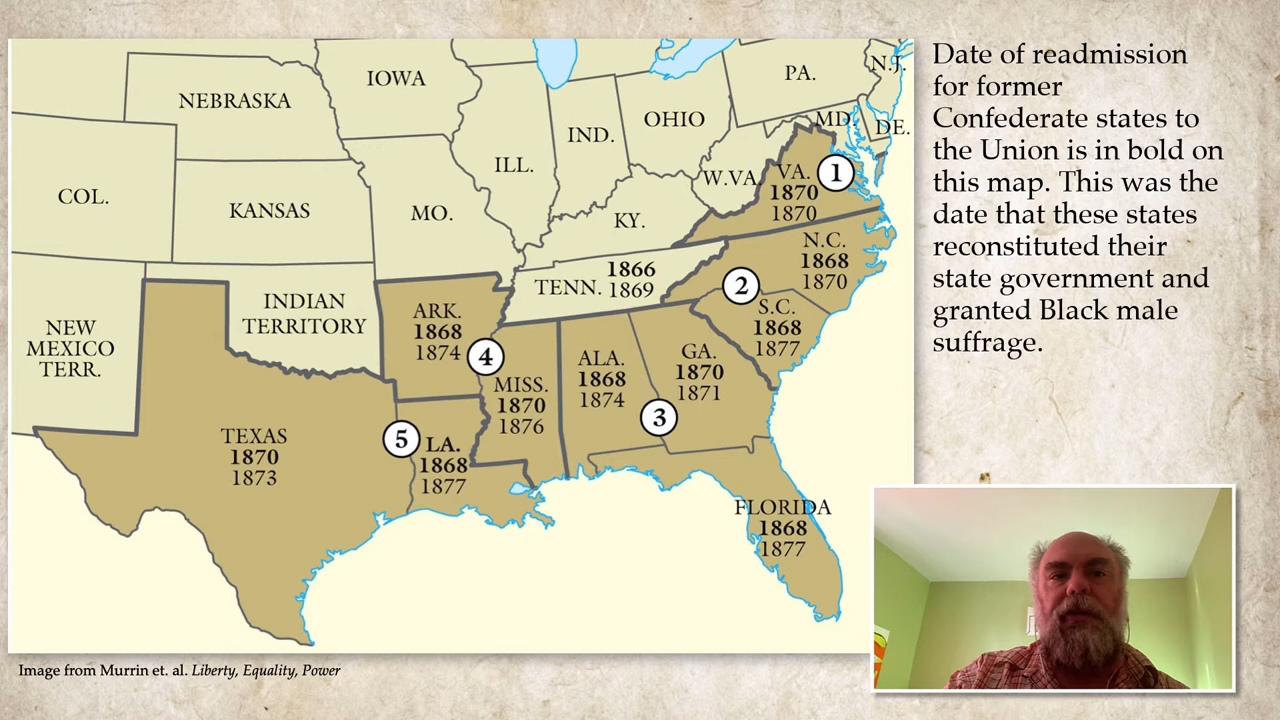 IOWA
NEBRASKA
PA.
N.J.
OHIO
IND.
MD.
DE.
ILL.
W.VA.
VA.
1870
1870
1
COL.
KANSAS
MO.
KY.
N.C.
1868
1870
TENN.
1866
1869
2
INDIAN
TERRITORY
S.C.
1868
1877
ARK.
1868
1874
4
NEW
MEXICO
TERR.
MISS.
1870
1876
ALA.
1868
1874
GA.
1870
1871
3
TEXAS
1870
1873
5
LA.
1868
1877
FLORIDA
1868
1877
Date of readmission
for former
Confederate states to
the Union is in bold on
this map. This was the
date that these states
reconstituted their
state government and
granted Black male
suffrage.
Image from Murrin et. al. Liberty, Equality, Power